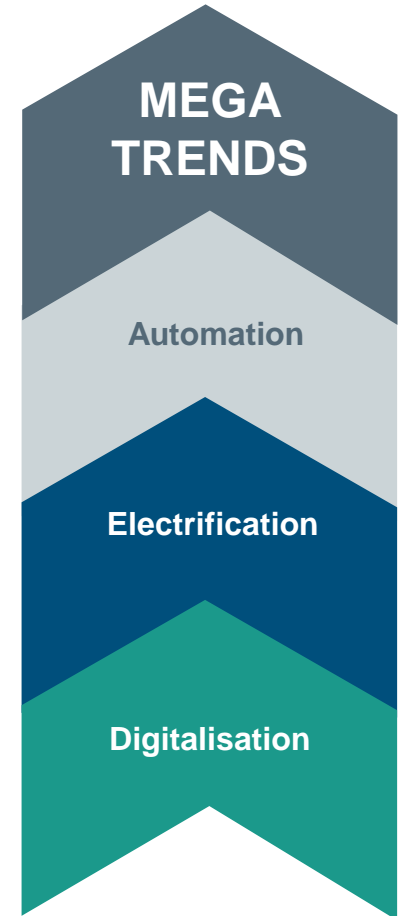 MEGA
TRENDS
Automation
Electrification
Digitalisation